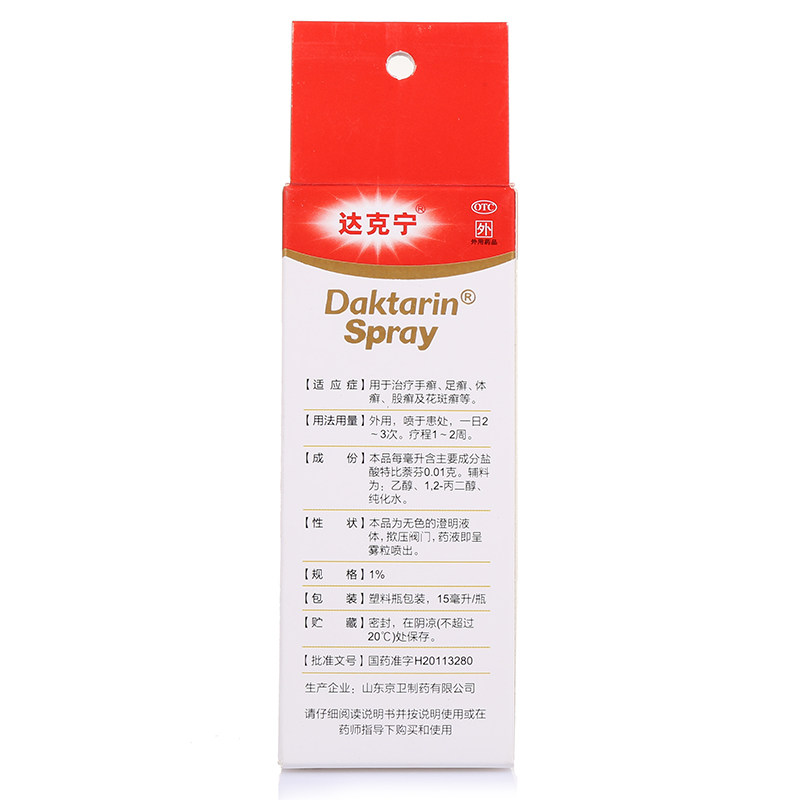 达克宁®
OTC
外
外用药品
Daktarin®
Spray
【适应症】用于治疗手癣、足癣、体
癣、股癣及花斑癣等。
【用法用量】外用，喷于患处，一日2
～3次。疗程1～2周。
【成份】本品每毫升含主要成分盐
酸特比萘芬0.01克。辅料
为：乙醇、1,2-丙二醇、
纯化水。
【性状】本品为无色的澄明液
体，揿压阀门，药液即呈
雾粒喷出。
【规格】1%
【包装】塑料瓶包装，15毫升/瓶
【贮藏】密封，在阴凉(不超过
20℃)处保存。
【批准文号】国药准字H20113280
生产企业：山东京卫制药有限公司
请仔细阅读说明书并按说明使用或在
药师指导下购买和使用